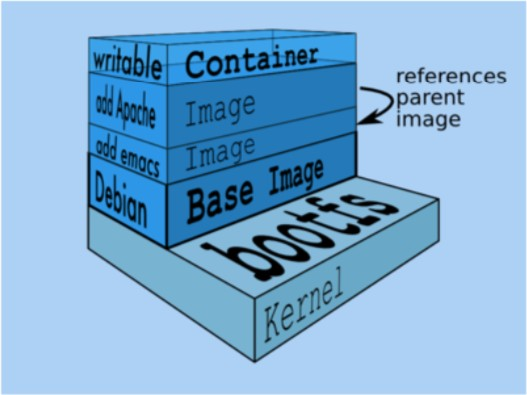 writable Container
add Apache Image
add emacs Image
Debian Base Image
references
parent
image
bootfs
Kernel